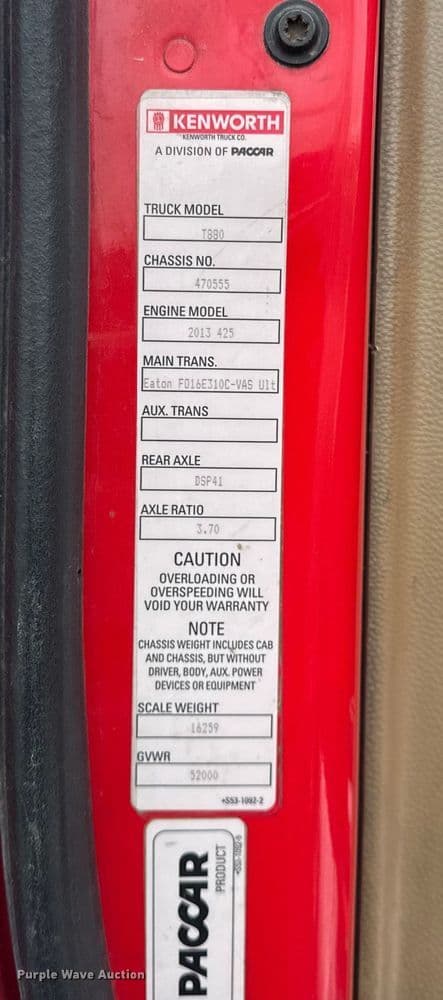 KENWORTH
KENWORTH TRUCK CO.
A DIVISION OF PACCAR
TRUCK MODEL
T880
CHASSIS NO.
470555
ENGINE MODEL
2013 425
MAIN TRANS.
Eaton FO16E310C-VAS Ult
AUX. TRANS
REAR AXLE
DSP41
AXLE RATIO
3.70
CAUTION
OVERLOADING OR
OVERSPEEDING WILL
VOID YOUR WARRANTY
NOTE
CHASSIS WEIGHT INCLUDES CAB
AND CHASSIS, BUT WITHOUT
DRIVER, BODY, AUX. POWER
DEVICES OR EQUIPMENT
SCALE WEIGHT
16259
GVWR
52000
+S53-1092-2
PACCAR
PRODUCT
Purple Wave Auction